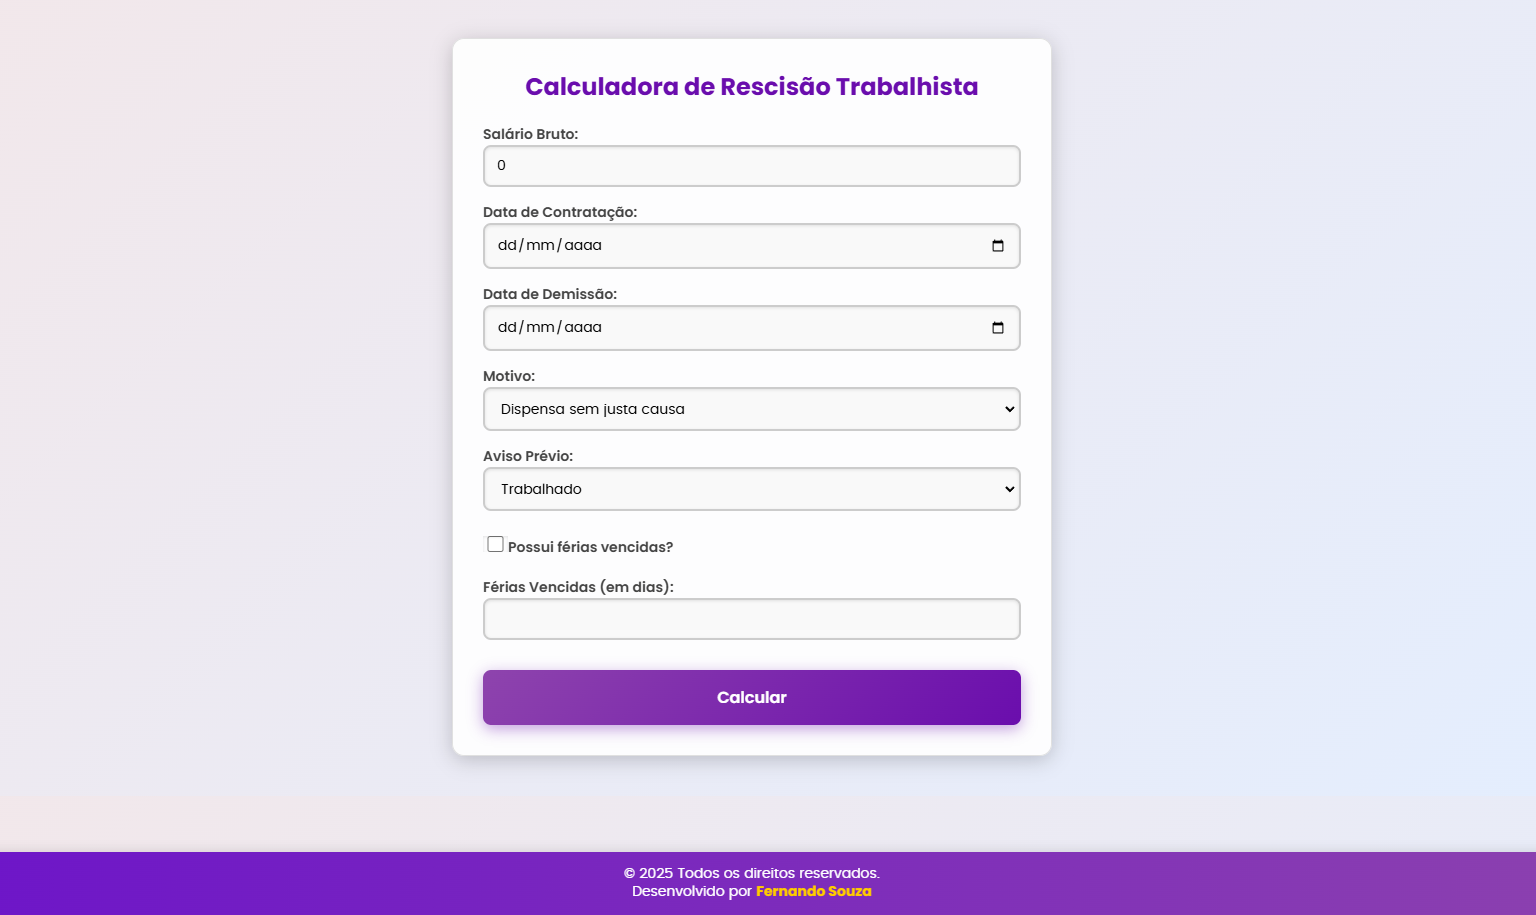 Calculadora de Rescisão Trabalhista
Salário Bruto:
0
Data de Contratação:
dd/mm/aaaa
Data de Demissão:
dd/mm/aaaa
Motivo:
Dispensa sem justa causa
Aviso Prévio:
Trabalhado
Possui férias vencidas?
Férias Vencidas (em dias):
Calcular
© 2025 Todos os direitos reservados.
Desenvolvido por Fernando Souza